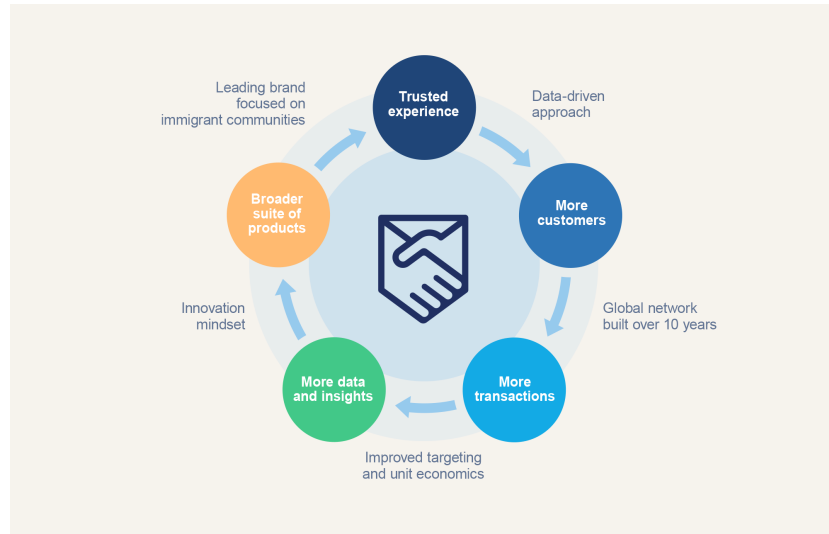 Trusted
experience
Data-driven
approach
More
customers
Global network
built over 10 years
More
transactions
Improved targeting
and unit economics
More data
and insights
Innovation
mindset
Broader
suite of
products
Leading brand
focused on
immigrant communities